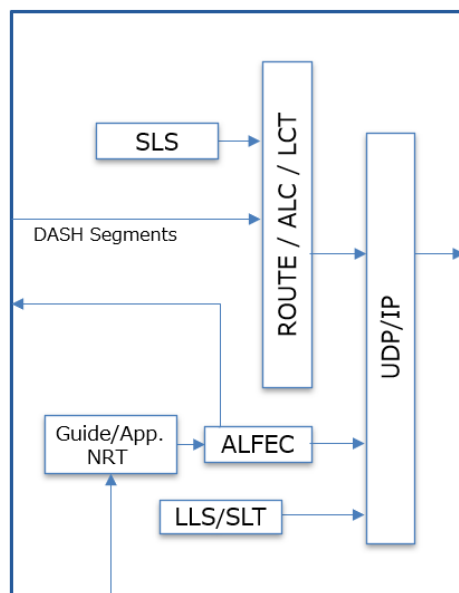 SLS
ROUTE / ALC / LCT
DASH Segments
UDP/IP
Guide/App.
NRT
ALFEC
LLS/SLT